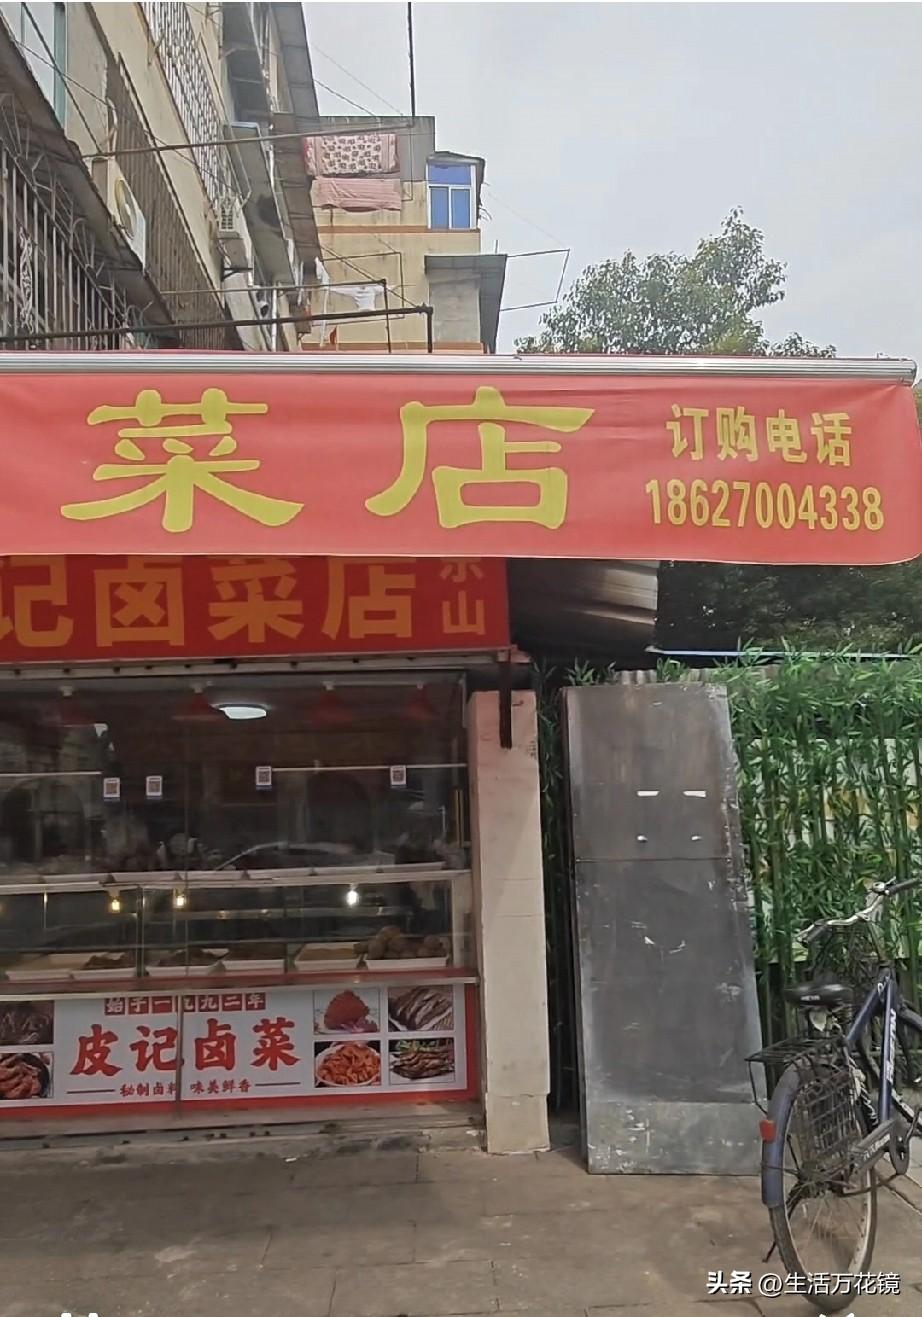 菜店
订购电话
18627004338
记卤菜店
山
始于一九九二年
皮记卤菜
秘制卤料 味美鲜香
头条 @生活万花镜